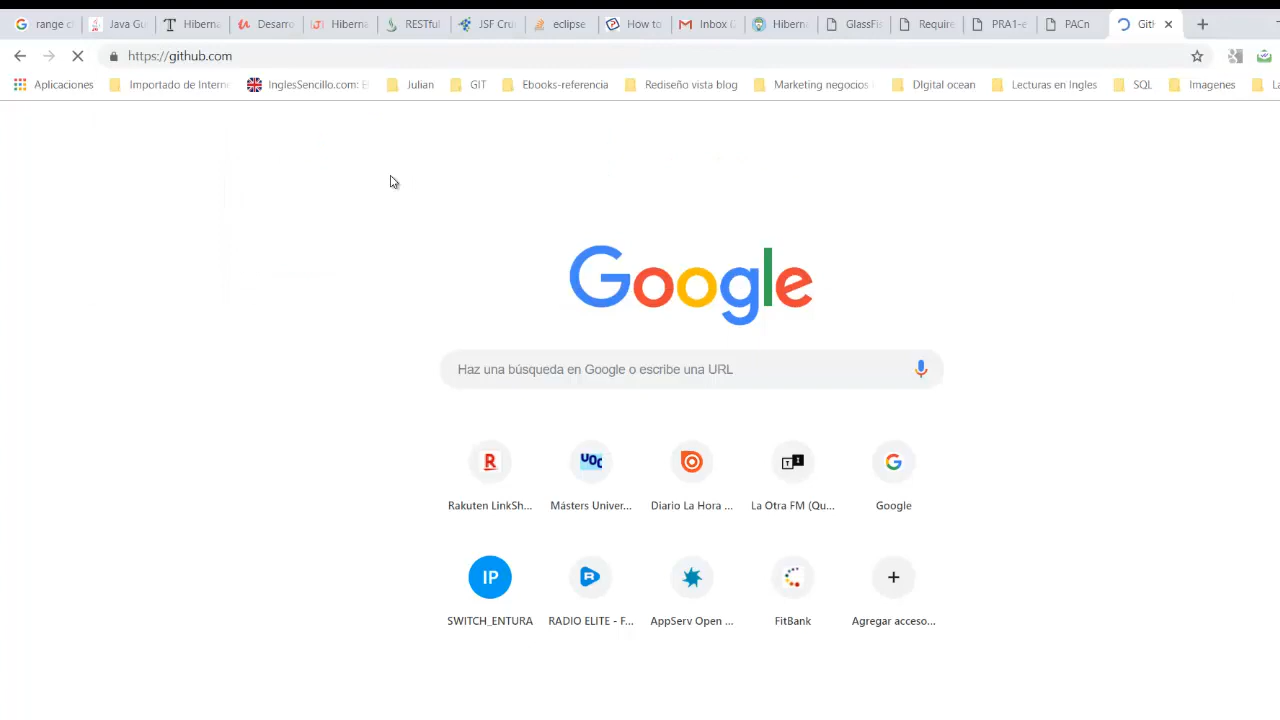 range c Java Gu Hiberna Desarro Hiberna RESTful JSF Cru eclipse How to Inbox Hiberna GlassFis Require PRA1-e PACn Git
https://github.com
Aplicaciones Importado de Intern InglesSencillo.com: E Julian GIT Ebooks-referencia Rediseño vista blog Marketing negocios DIgital ocean Lecturas en Ingles SQL Imagenes La
Google
Haz una búsqueda en Google o escribe una URL
Rakuten LinkSh... Másters Univer... Diario La Hora ... La Otra FM (Qu... Google
IP
SWITCH_ENTURA RADIO ELITE - F... AppServ Open ... FitBank Agregar acceso...